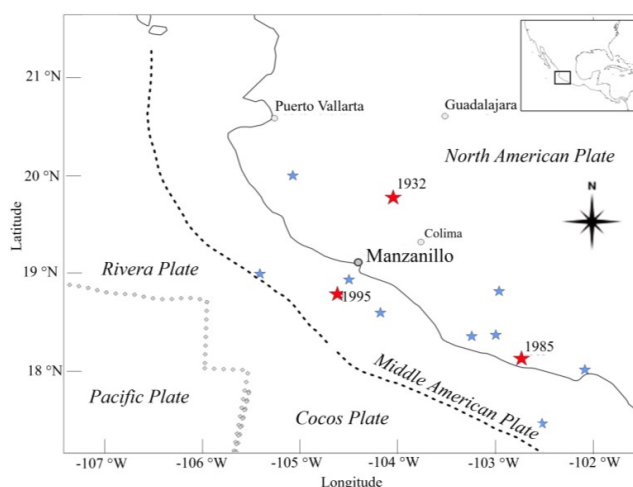 21 °N
20 °N
19 °N
18 °N
Latitude
Puerto Vallarta
Guadalajara
North American Plate
1932
N
Colima
Manzanillo
Rivera Plate
1995
1985
Middle American Plate
Pacific Plate
Cocos Plate
-107 °W
-106 °W
-105 °W
-104 °W
-103 °W
-102 °W
Longitude